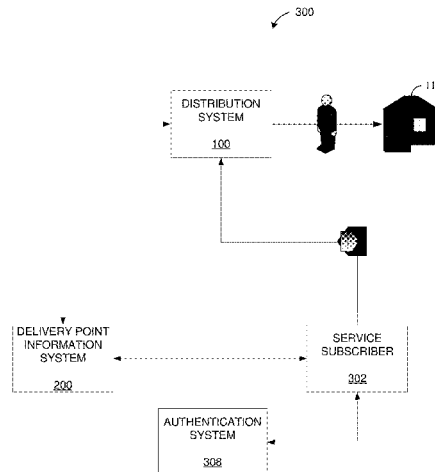 300
11
DISTRIBUTION
SYSTEM
100
DELIVERY POINT
INFORMATION
SYSTEM
200
SERVICE
SUBSCRIBER
302
AUTHENTICATION
SYSTEM
308